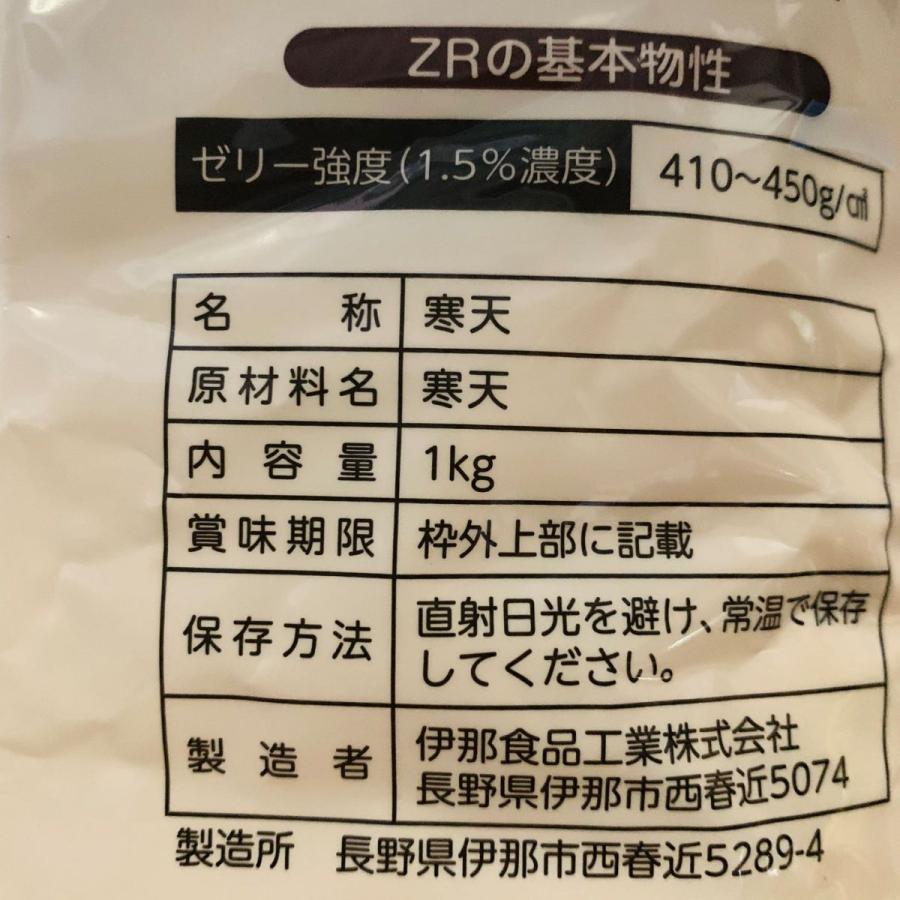 ZRの基本物性
ゼリー強度(1.5%濃度) 410～450g/㎠
名称 寒天
原材料名 寒天
内容量 1kg
賞味期限 枠外上部に記載
保存方法 直射日光を避け、常温で保存
してください。
製造者 伊那食品工業株式会社
長野県伊那市西春近5074
製造所 長野県伊那市西春近5289-4